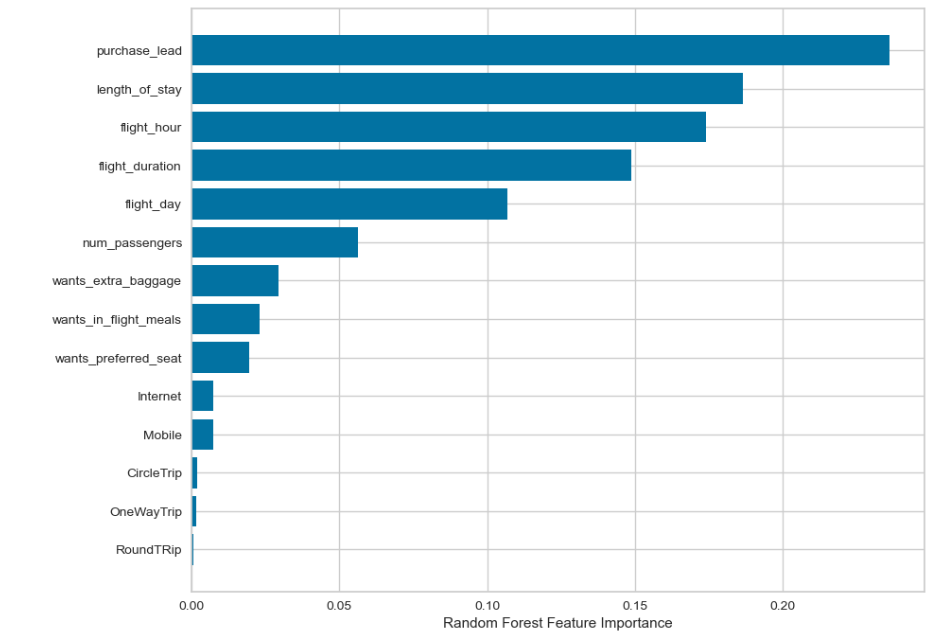 purchase_lead
length_of_stay
flight_hour
flight_duration
flight_day
num_passengers
wants_extra_baggage
wants_in_flight_meals
wants_preferred_seat
Internet
Mobile
CircleTrip
OneWayTrip
RoundTRip
0.00 0.05 0.10 0.15 0.20
Random Forest Feature Importance